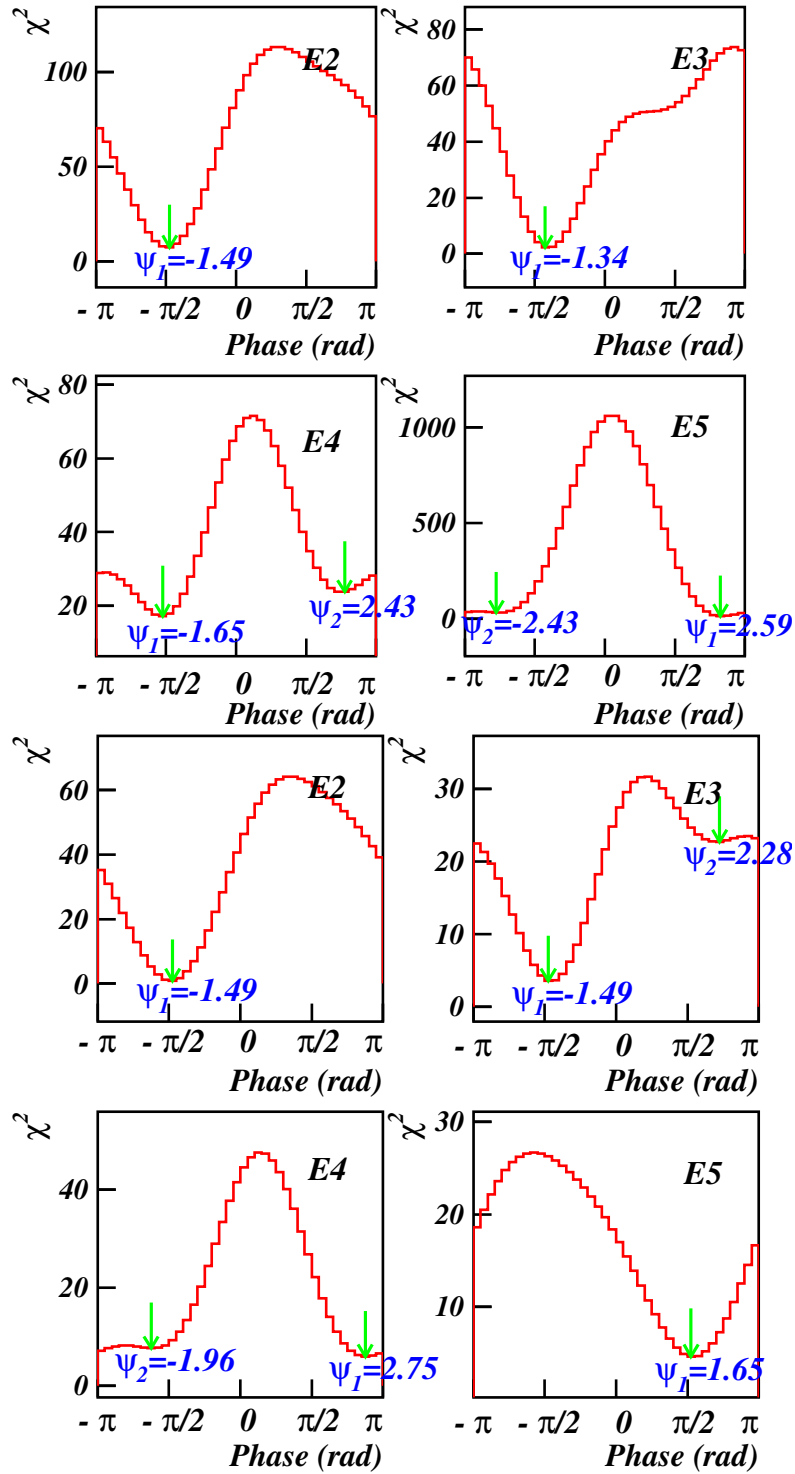 χ² χ²
E2 E3
100 80
60
50 40
20
0 0
ψ₁=-1.49 ψ₁=-1.34
- π - π/2 0 π/2 π - π - π/2 0 π/2 π
Phase (rad) Phase (rad)
χ² χ²
80
E4 E5
1000
60
40 500
20 0
ψ₁=-1.65 ψ₂=2.43 ψ₂=-2.43 ψ₁=2.59
- π - π/2 0 π/2 π - π - π/2 0 π/2 π
Phase (rad) Phase (rad)
χ² χ²
E2 E3
60 30
40 20
ψ₂=2.28
20 10
0 0
ψ₁=-1.49 ψ₁=-1.49
- π - π/2 0 π/2 π - π - π/2 0 π/2 π
Phase (rad) Phase (rad)
χ² χ²
30
E4 E5
40 20
20 10
0
ψ₂=-1.96 ψ₁=2.75 ψ₁=1.65
- π - π/2 0 π/2 π - π - π/2 0 π/2 π
Phase (rad) Phase (rad)